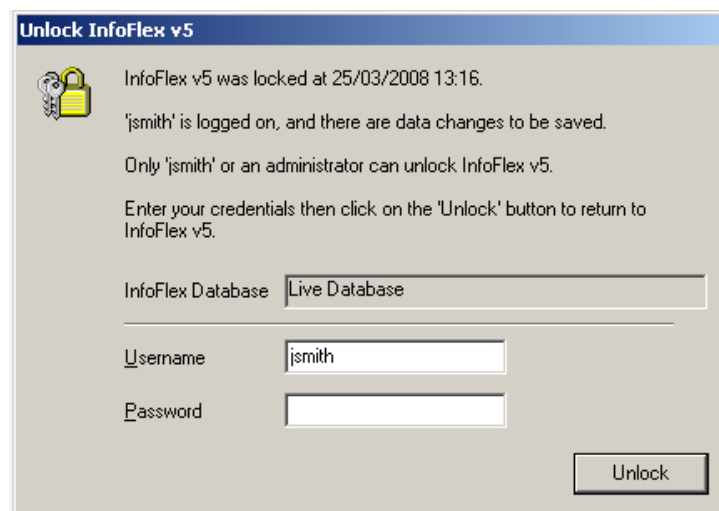 Unlock InfoFlex v5
InfoFlex v5 was locked at 25/03/2008 13:16.
'jsmith' is logged on, and there are data changes to be saved.
Only 'jsmith' or an administrator can unlock InfoFlex v5.
Enter your credentials then click on the 'Unlock' button to return to
InfoFlex v5.
InfoFlex Database Live Database
Username jsmith
Password
Unlock